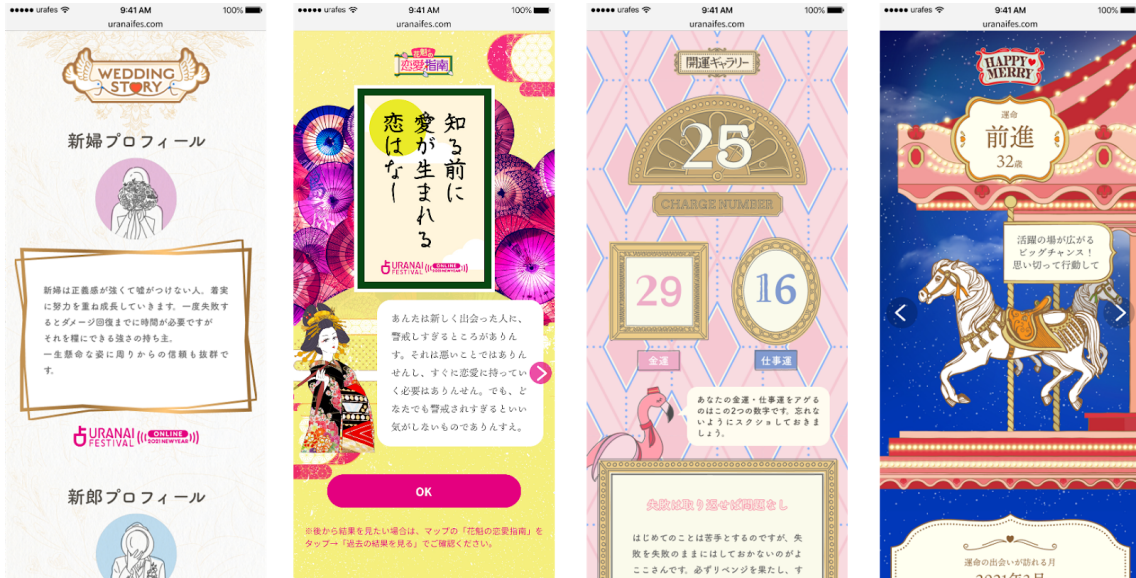 urafes
9:41 AM
100%
uranaifes.com
WEDDING
STORY
新婦プロフィール
新婦は正義感が強くて嘘がつけない人。着実
に努力を重ね成長していきます。一度失敗す
るとダメージ回復までに時間が必要ですが
それを糧にできる強さの持ち主。
一生懸命な姿に周りからの信頼も抜群で
す。
URANAI
FESTIVAL
ONLINE
2021 NEW YEAR
新郎プロフィール
urafes
9:41 AM
100%
uranaifes.com
花魁の
恋愛指南
知る前に
愛が生まれる
恋はなし
URANAI
FESTIVAL
ONLINE
2021 NEW YEAR
あんたは新しく出会った人に、
警戒しすぎるところがありん
す。それは悪いことではありん
せんし、すぐに恋愛に持ってい
く必要はありんせん。でも、ど
なたでも警戒されすぎるといい
気がしないものでありんすえ。
OK
※後から結果を見たい場合は、マップの「花魁の恋愛指南」を
タップ→「過去の結果を見る」でご確認ください。
urafes
9:41 AM
100%
uranaifes.com
開運ギャラリー
25
CHARGE NUMBER
29
16
金運
仕事運
あなたの金運・仕事運をアゲる
のはこの2つの数字です。忘れな
いようにスクショしておきま
しょう。
失敗は取り返せば問題なし
はじめてのことは苦手とするのですが、失
敗を失敗のままにはしておかないのがよ
ここさんです。必ずリベンジを果たし、す
urafes
9:41 AM
100%
uranaifes.com
HAPPY
MERRY
運命
前進
32歳
活躍の場が広がる
ビッグチャンス！
思い切って行動して
運命の出会いが訪れる月
2021年3月